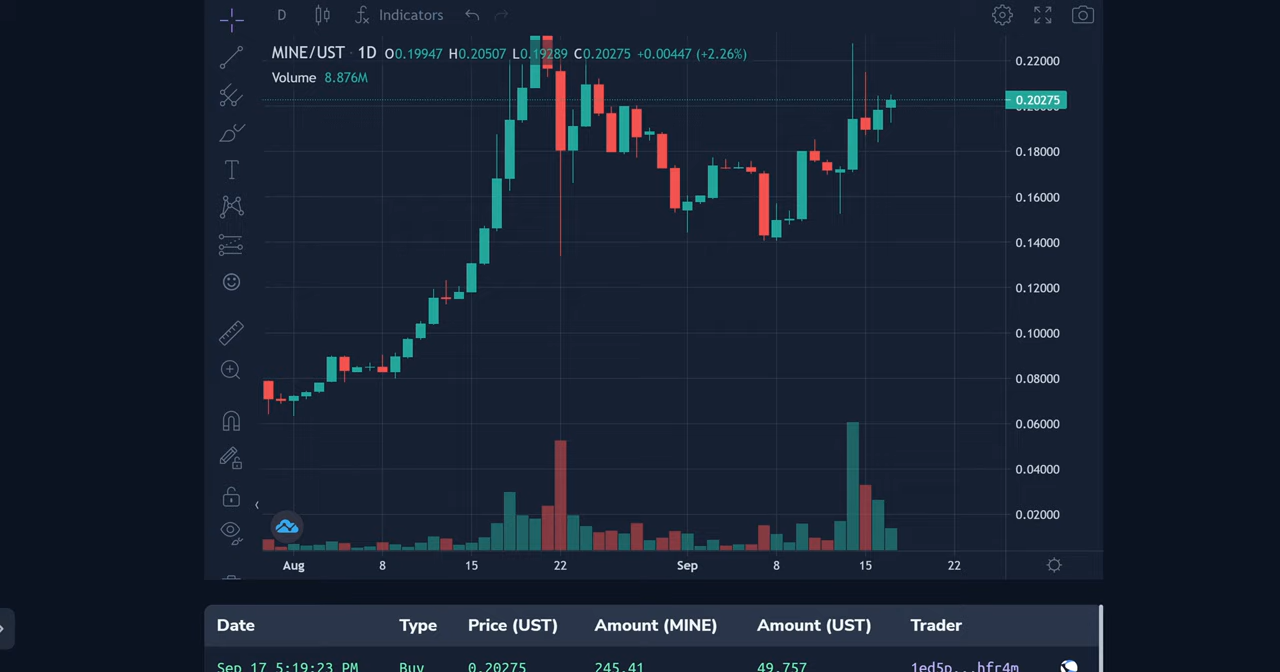 D Indicators
MINE/UST · 1D O0.19947 H0.20507 L0.19289 C0.20275 +0.00447 (+2.26%)
Volume 8.876M
0.22000
0.20275
0.20000
0.18000
0.16000
0.14000
0.12000
0.10000
0.08000
0.06000
0.04000
0.02000
Aug 8 15 22 Sep 8 15 22
Date Type Price (UST) Amount (MINE) Amount (UST) Trader
Sep 17 5:19:23 PM Buy 0.20275 245.41 49.757 1ed5p...hfr4m